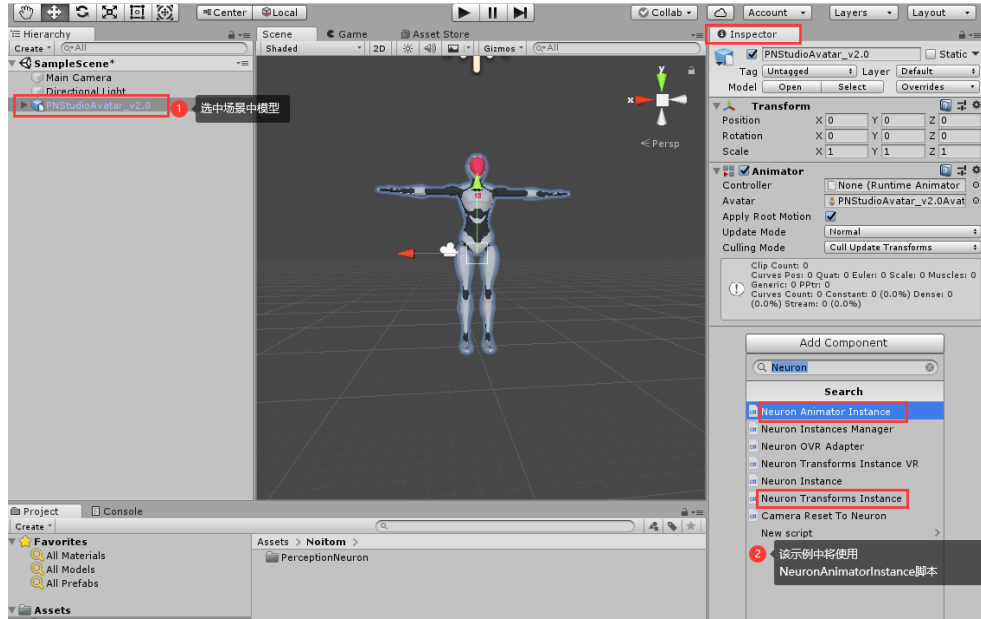 Center
Local
Collab
Account
Layers
Layout
Hierarchy
Create
All
SampleScene*
Main Camera
Directional Light
PNStudioAvatar_v2.0
1
选中场景中模型
Scene
Game
Asset Store
Shaded
2D
Gizmos
All
y
x
Persp
Inspector
PNStudioAvatar_v2.0
Static
Tag Untagged Layer Default
Model Open Select Overrides
Transform
Position X 0 Y 0 Z 0
Rotation X 0 Y 0 Z 0
Scale X 1 Y 1 Z 1
Animator
Controller None (Runtime Animator
Avatar PNStudioAvatar_v2.0Avat
Apply Root Motion
Update Mode Normal
Culling Mode Cull Update Transforms
Clip Count: 0
Curves Pos: 0 Quat: 0 Euler: 0 Scale: 0 Muscles: 0
Generic: 0 PPtr: 0
Curves Count: 0 Constant: 0 (0.0%) Dense: 0
(0.0%) Stream: 0 (0.0%)
Add Component
Neuron
Search
Neuron Animator Instance
Neuron Instances Manager
Neuron OVR Adapter
Neuron Transforms Instance VR
Neuron Instance
Neuron Transforms Instance
Camera Reset To Neuron
New script
2
该示例中将使用
NeuronAnimatorInstance脚本
Project
Console
Create
Favorites
All Materials
All Models
All Prefabs
Assets
Assets > Noitom >
PerceptionNeuron